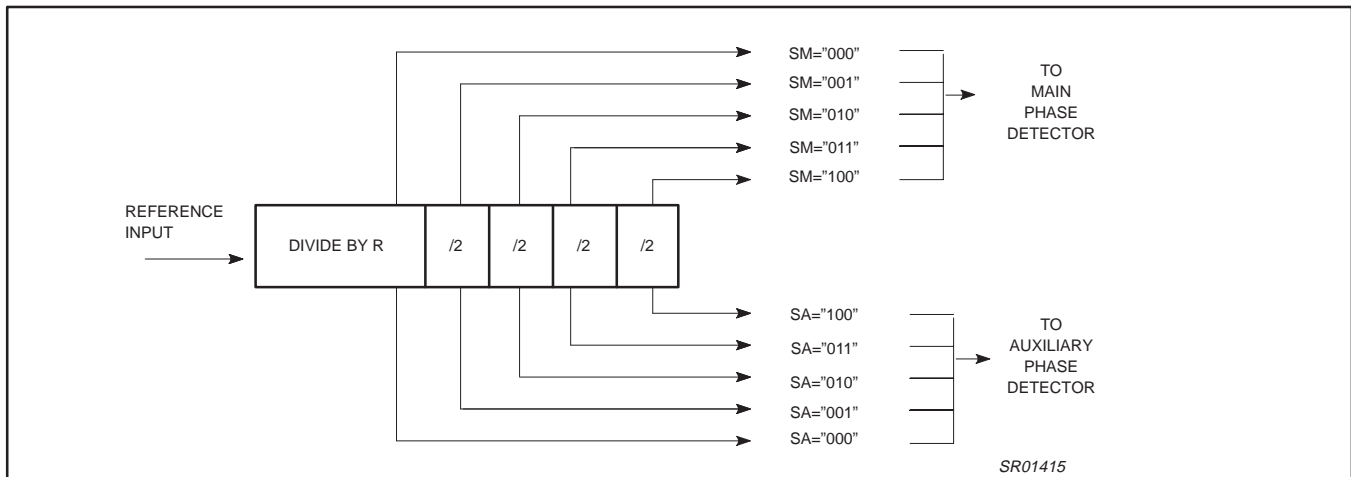 SM="000"
SM="001"
SM="010"
SM="011"
SM="100"
TO
MAIN
PHASE
DETECTOR
REFERENCE
INPUT
DIVIDE BY R
/2
/2
/2
/2
SA="100"
SA="011"
SA="010"
SA="001"
SA="000"
TO
AUXILIARY
PHASE
DETECTOR
SR01415